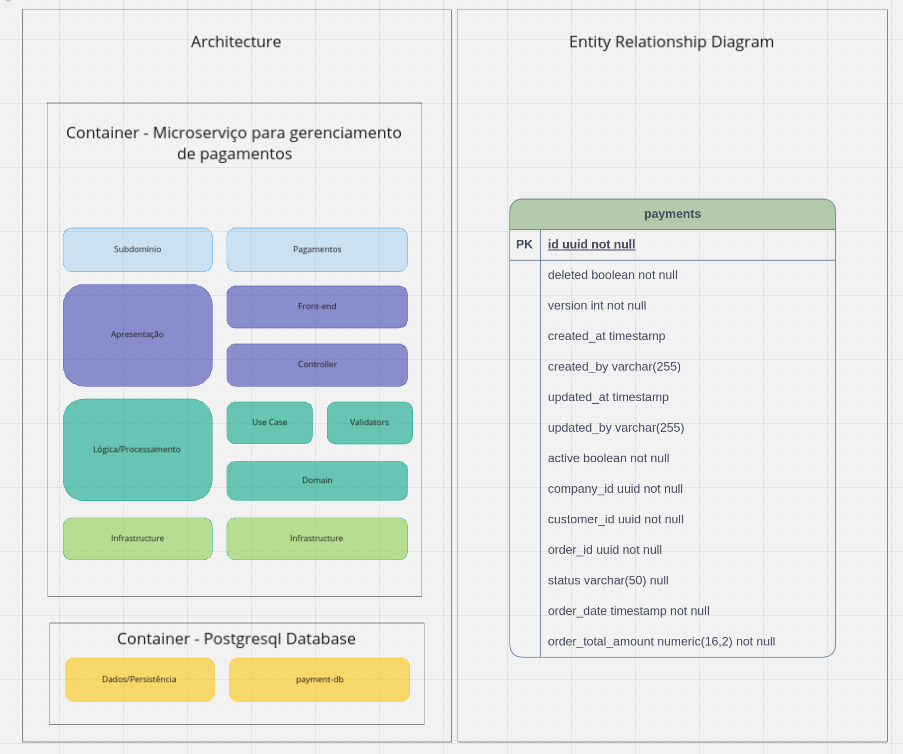 Architecture
Container - Microserviço para gerenciamento
de pagamentos
Subdomínio
Pagamentos
Apresentação
Front-end
Controller
Lógica/Processamento
Use Case
Validators
Domain
Infrastructure
Infrastructure
Container - Postgresql Database
Dados/Persistência
payment-db
Entity Relationship Diagram
payments
PK id uuid not null
deleted boolean not null
version int not null
created_at timestamp
created_by varchar(255)
updated_at timestamp
updated_by varchar(255)
active boolean not null
company_id uuid not null
customer_id uuid not null
order_id uuid not null
status varchar(50) null
order_date timestamp not null
order_total_amount numeric(16,2) not null